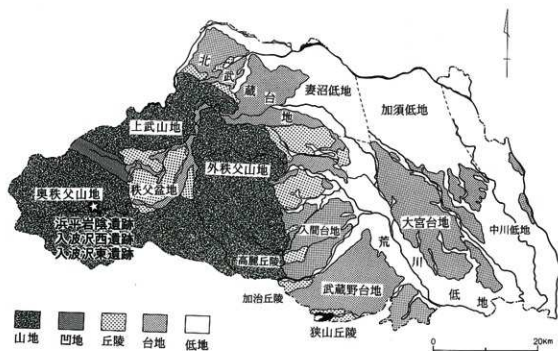 北武蔵台地
妻沼低地
加須低地
上武山地
外秩父山地
秩父盆地
奥秩父山地
浜平岩陰遺跡
入波沢西遺跡
入波沢東遺跡
大宮台地
中川低地
入間台地
荒川低地
高麗丘陵
武蔵野台地
加治丘陵
狭山丘陵
山地
凹地
丘陵
台地
低地
0
20KM